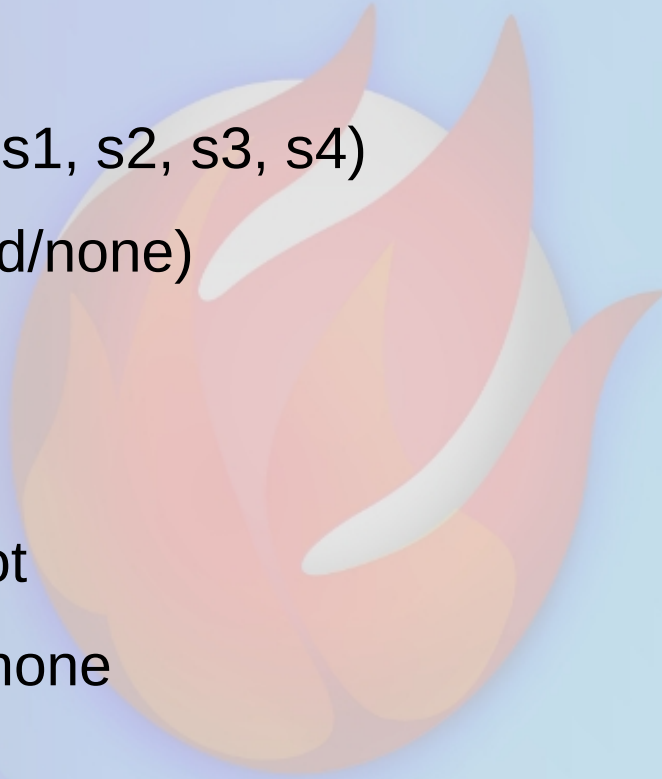 s1, s2, s3, s4)
d/none)
ot
none